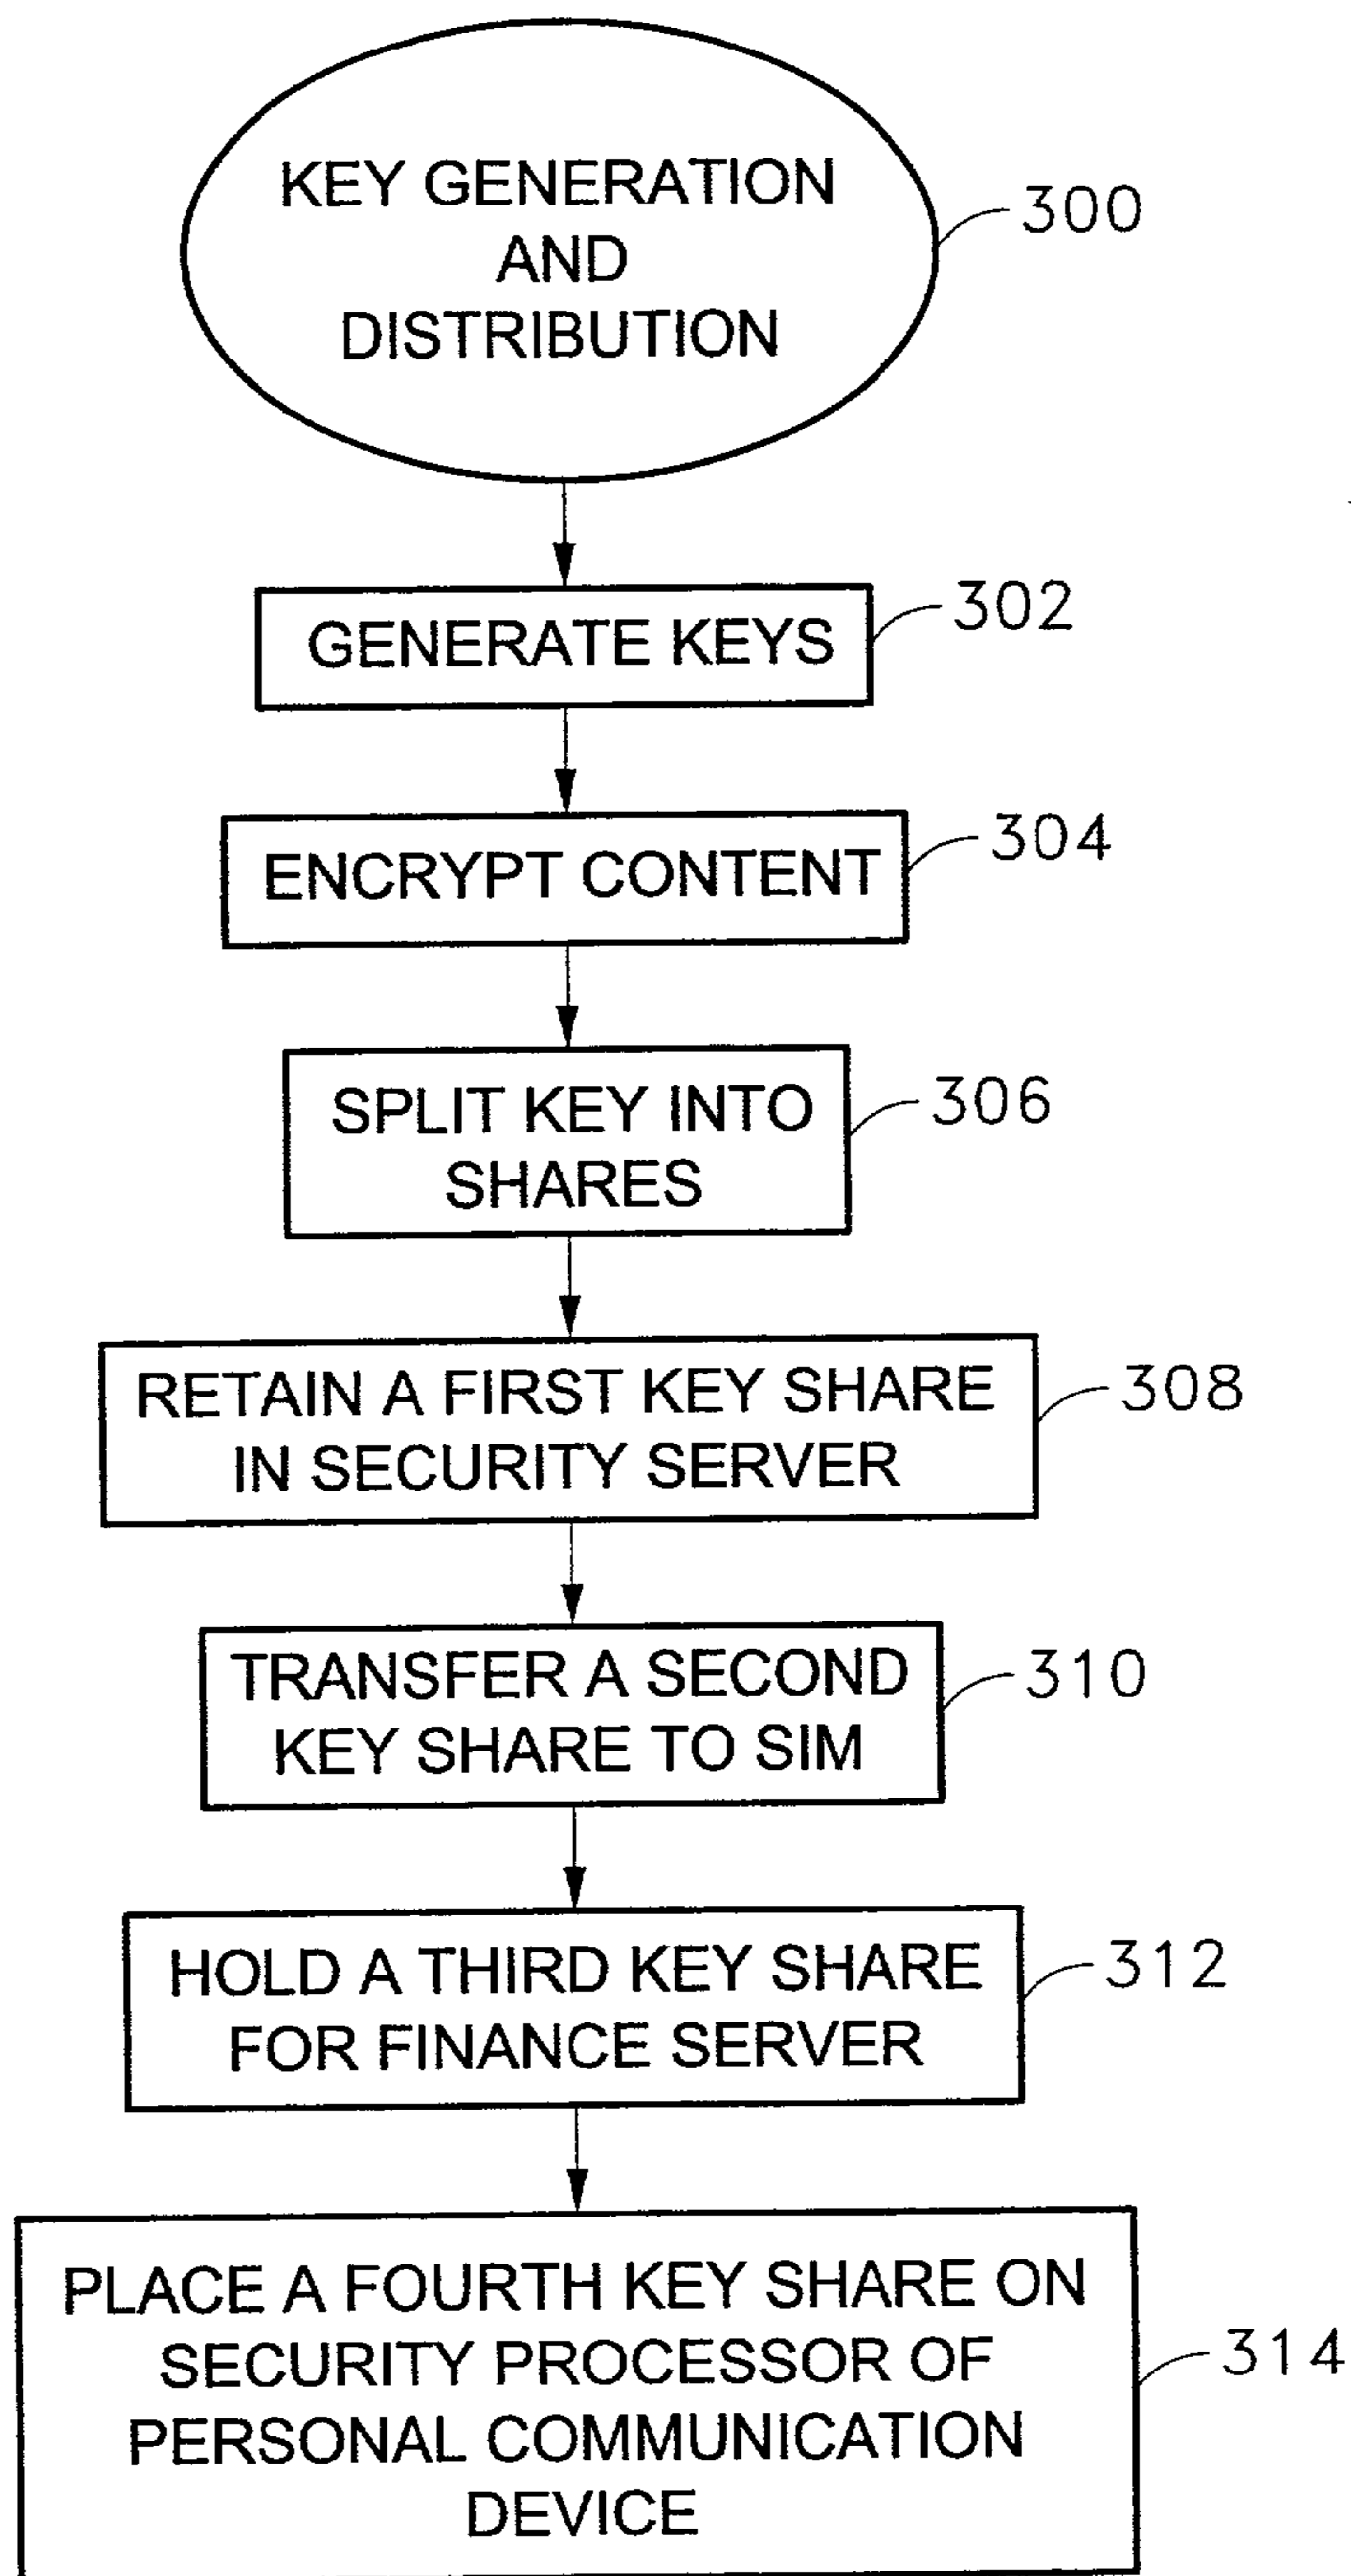 KEY GENERATION
AND
DISTRIBUTION
300
GENERATE KEYS
302
ENCRYPT CONTENT
304
SPLIT KEY INTO
SHARES
306
RETAIN A FIRST KEY SHARE
IN SECURITY SERVER
308
TRANSFER A SECOND
KEY SHARE TO SIM
310
HOLD A THIRD KEY SHARE
FOR FINANCE SERVER
312
PLACE A FOURTH KEY SHARE ON
SECURITY PROCESSOR OF
PERSONAL COMMUNICATION
DEVICE
314